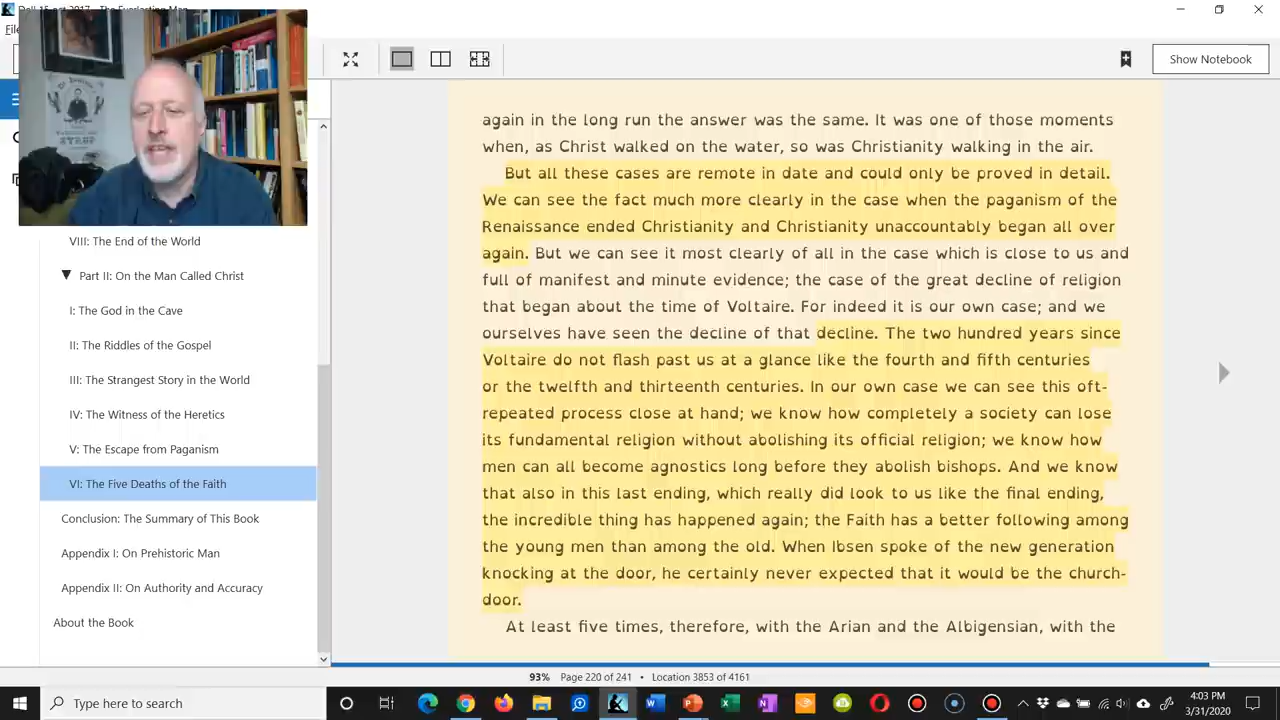 Dell 15 oct 2017 - The Everlasting Man
Show Notebook
VIII: The End of the World
Part II: On the Man Called Christ
I: The God in the Cave
II: The Riddles of the Gospel
III: The Strangest Story in the World
IV: The Witness of the Heretics
V: The Escape from Paganism
VI: The Five Deaths of the Faith
Conclusion: The Summary of This Book
Appendix I: On Prehistoric Man
Appendix II: On Authority and Accuracy
About the Book
again in the long run the answer was the same. It was one of those moments
when, as Christ walked on the water, so was Christianity walking in the air.
But all these cases are remote in date and could only be proved in detail.
We can see the fact much more clearly in the case when the paganism of the
Renaissance ended Christianity and Christianity unaccountably began all over
again. But we can see it most clearly of all in the case which is close to us and
full of manifest and minute evidence; the case of the great decline of religion
that began about the time of Voltaire. For indeed it is our own case; and we
ourselves have seen the decline of that decline. The two hundred years since
Voltaire do not flash past us at a glance like the fourth and fifth centuries
or the twelfth and thirteenth centuries. In our own case we can see this oft-
repeated process close at hand; we know how completely a society can lose
its fundamental religion without abolishing its official religion; we know how
men can all become agnostics long before they abolish bishops. And we know
that also in this last ending, which really did look to us like the final ending,
the incredible thing has happened again; the Faith has a better following among
the young men than among the old. When Ibsen spoke of the new generation
knocking at the door, he certainly never expected that it would be the church-
door.
At least five times, therefore, with the Arian and the Albigensian, with the
93% Page 220 of 241 • Location 3853 of 4161
Type here to search
4:03 PM
3/31/2020